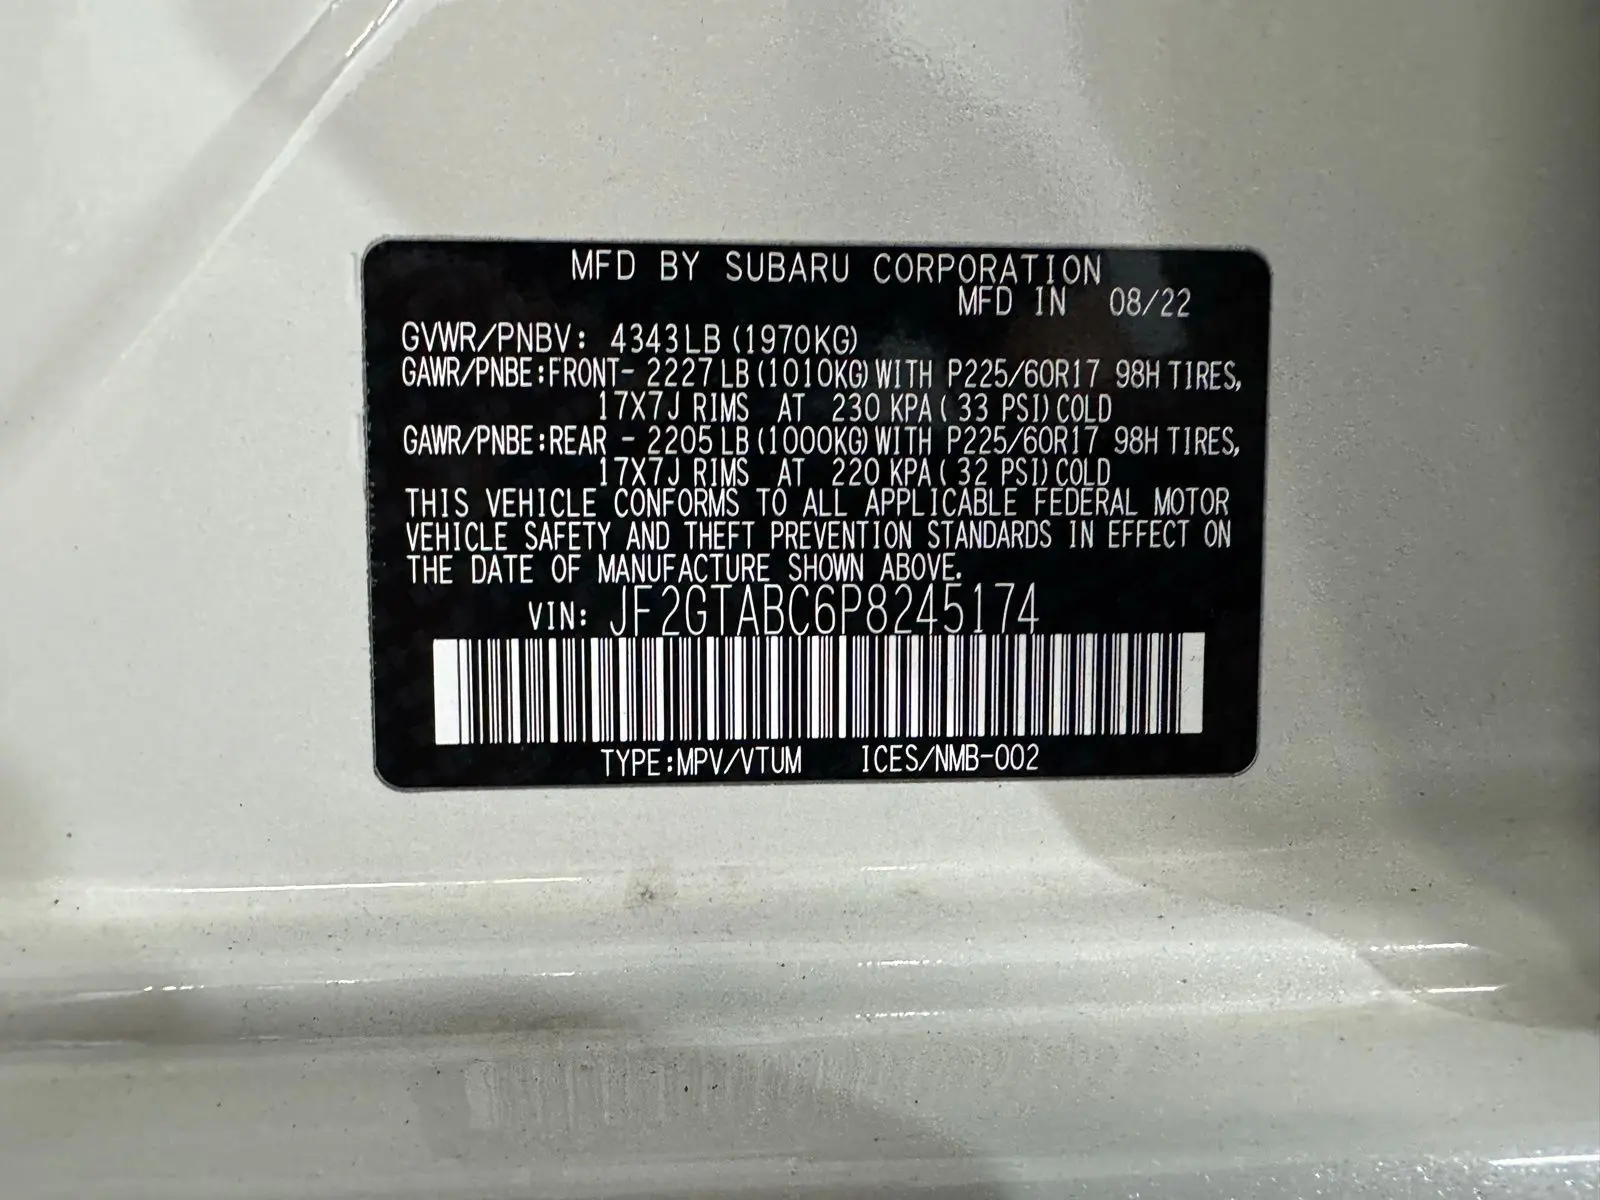 MFD BY SUBARU CORPORATION
MFD IN 08/22
GVWR/PNBV: 4343LB (1970KG)
GAWR/PNBE:FRONT- 2227LB (1010KG) WITH P225/60R17 98H TIRES,
17X7J RIMS AT 230 KPA ( 33 PSI) COLD
GAWR/PNBE:REAR - 2205LB (1000KG) WITH P225/60R17 98H TIRES,
17X7J RIMS AT 220 KPA ( 32 PSI) COLD
THIS VEHICLE CONFORMS TO ALL APPLICABLE FEDERAL MOTOR
VEHICLE SAFETY AND THEFT PREVENTION STANDARDS IN EFFECT ON
THE DATE OF MANUFACTURE SHOWN ABOVE.
VIN: JF2GTABC6P8245174
TYPE:MPV/VTUM ICES/NMB-002